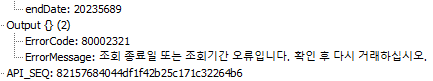 endDate: 20235689
Output {} (2)
ErrorCode: 80002321
ErrorMessage: 조회 종료일 또는 조회기간 오류입니다. 확인 후 다시 거래하십시오.
API_SEQ: 82157684044df1f42b25c171c32264b6